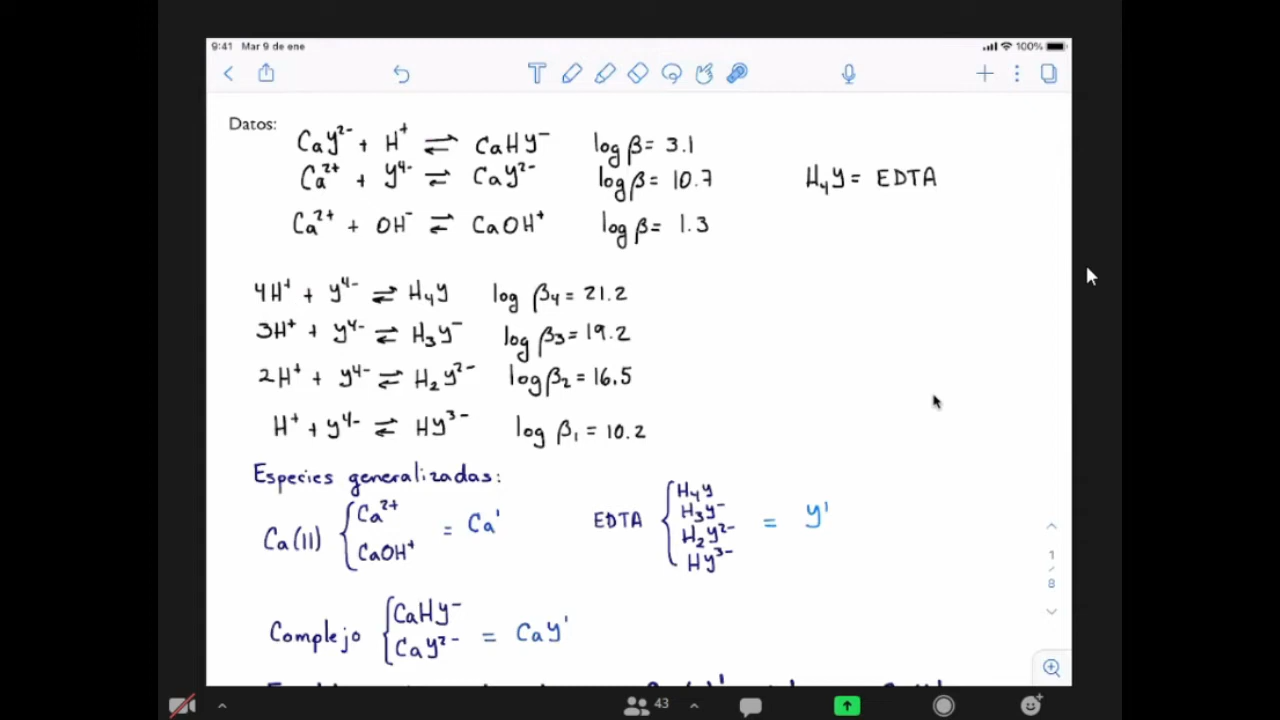 9:41 Mar 9 de ene 100%
Datos:
CaY²⁻ + H⁺ ⇌ CaHY⁻ log β = 3.1
Ca²⁺ + Y⁴⁻ ⇌ CaY²⁻ log β = 10.7 H₄Y = EDTA
Ca²⁺ + OH⁻ ⇌ CaOH⁺ log β = 1.3
4H⁺ + Y⁴⁻ ⇌ H₄Y log β₄ = 21.2
3H⁺ + Y⁴⁻ ⇌ H₃Y⁻ log β₃ = 19.2
2H⁺ + Y⁴⁻ ⇌ H₂Y²⁻ log β₂ = 16.5
H⁺ + Y⁴⁻ ⇌ HY³⁻ log β₁ = 10.2
Especies generalizadas:
Ca(II) { Ca²⁺
CaOH⁺ = Ca'
EDTA { H₄Y
H₃Y⁻
H₂Y²⁻
HY³⁻ = Y'
Complejo { CaHY⁻
CaY²⁻ = CaY'
1
/
8
43